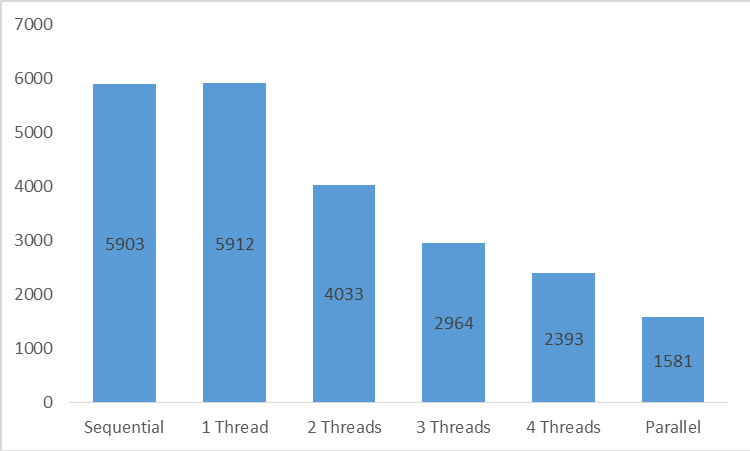 7000
6000
5000
4000
3000
2000
1000
0
5903
5912
4033
2964
2393
1581
Sequential
1 Thread
2 Threads
3 Threads
4 Threads
Parallel